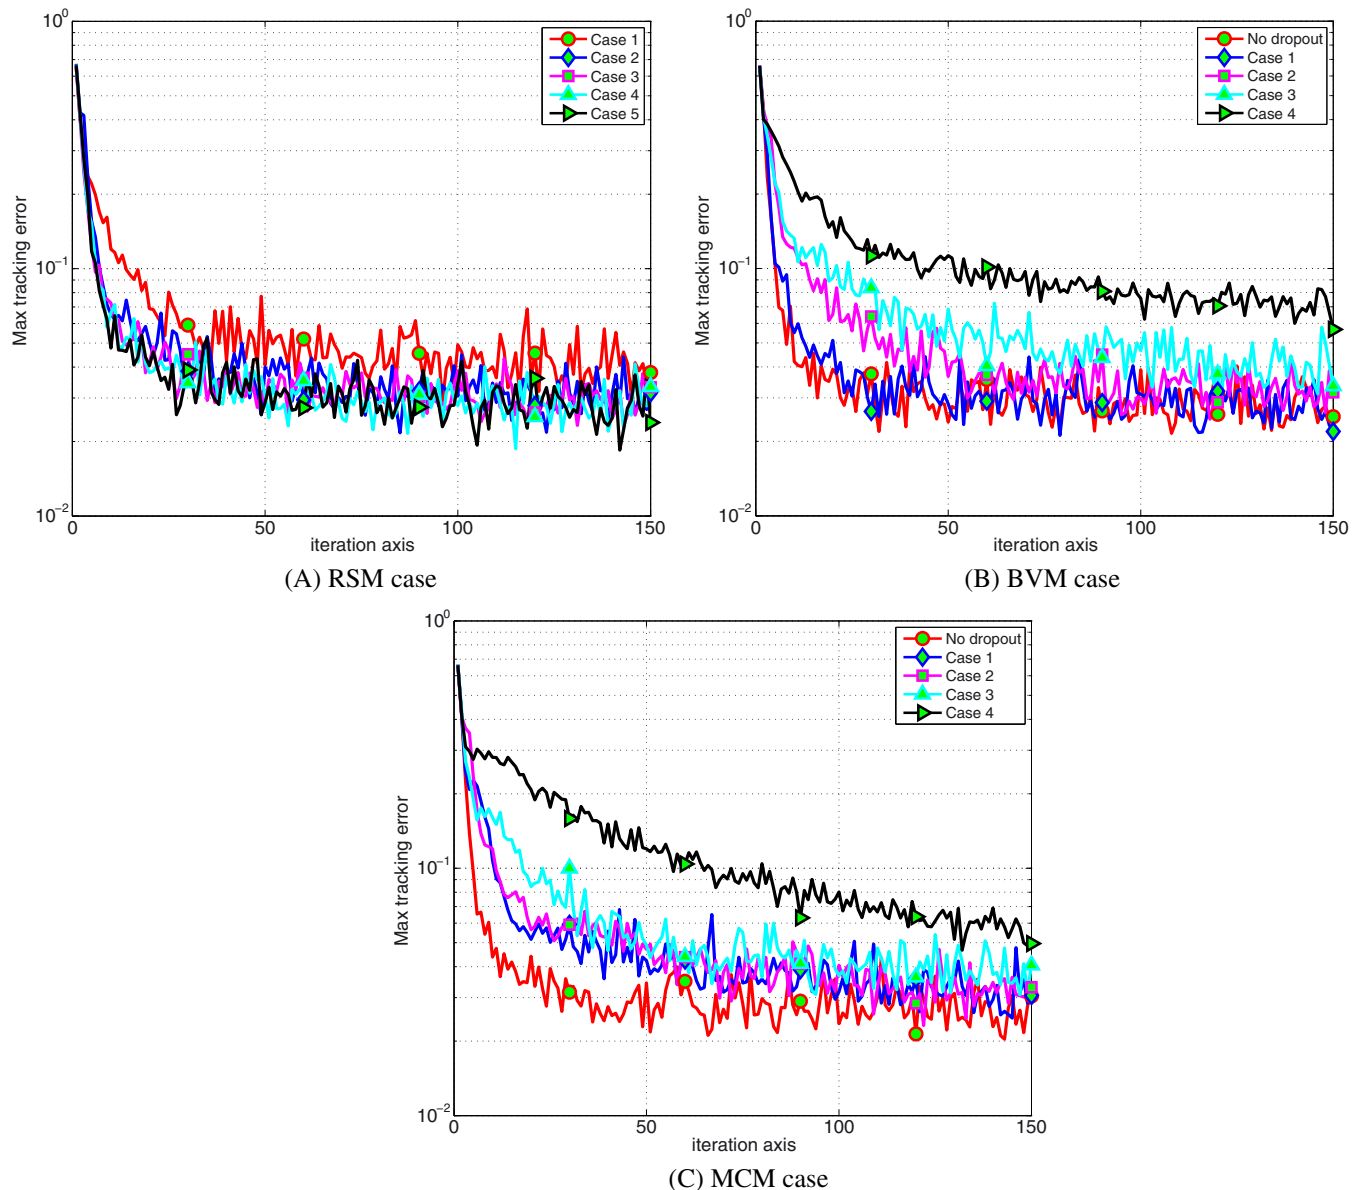 10^0
10^-1
10^-2
Max tracking error
0
50
100
150
iteration axis
Case 1
Case 2
Case 3
Case 4
Case 5
(A) RSM case
10^0
10^-1
10^-2
Max tracking error
0
50
100
150
iteration axis
No dropout
Case 1
Case 2
Case 3
Case 4
(B) BVM case
10^0
10^-1
10^-2
Max tracking error
0
50
100
150
iteration axis
No dropout
Case 1
Case 2
Case 3
Case 4
(C) MCM case